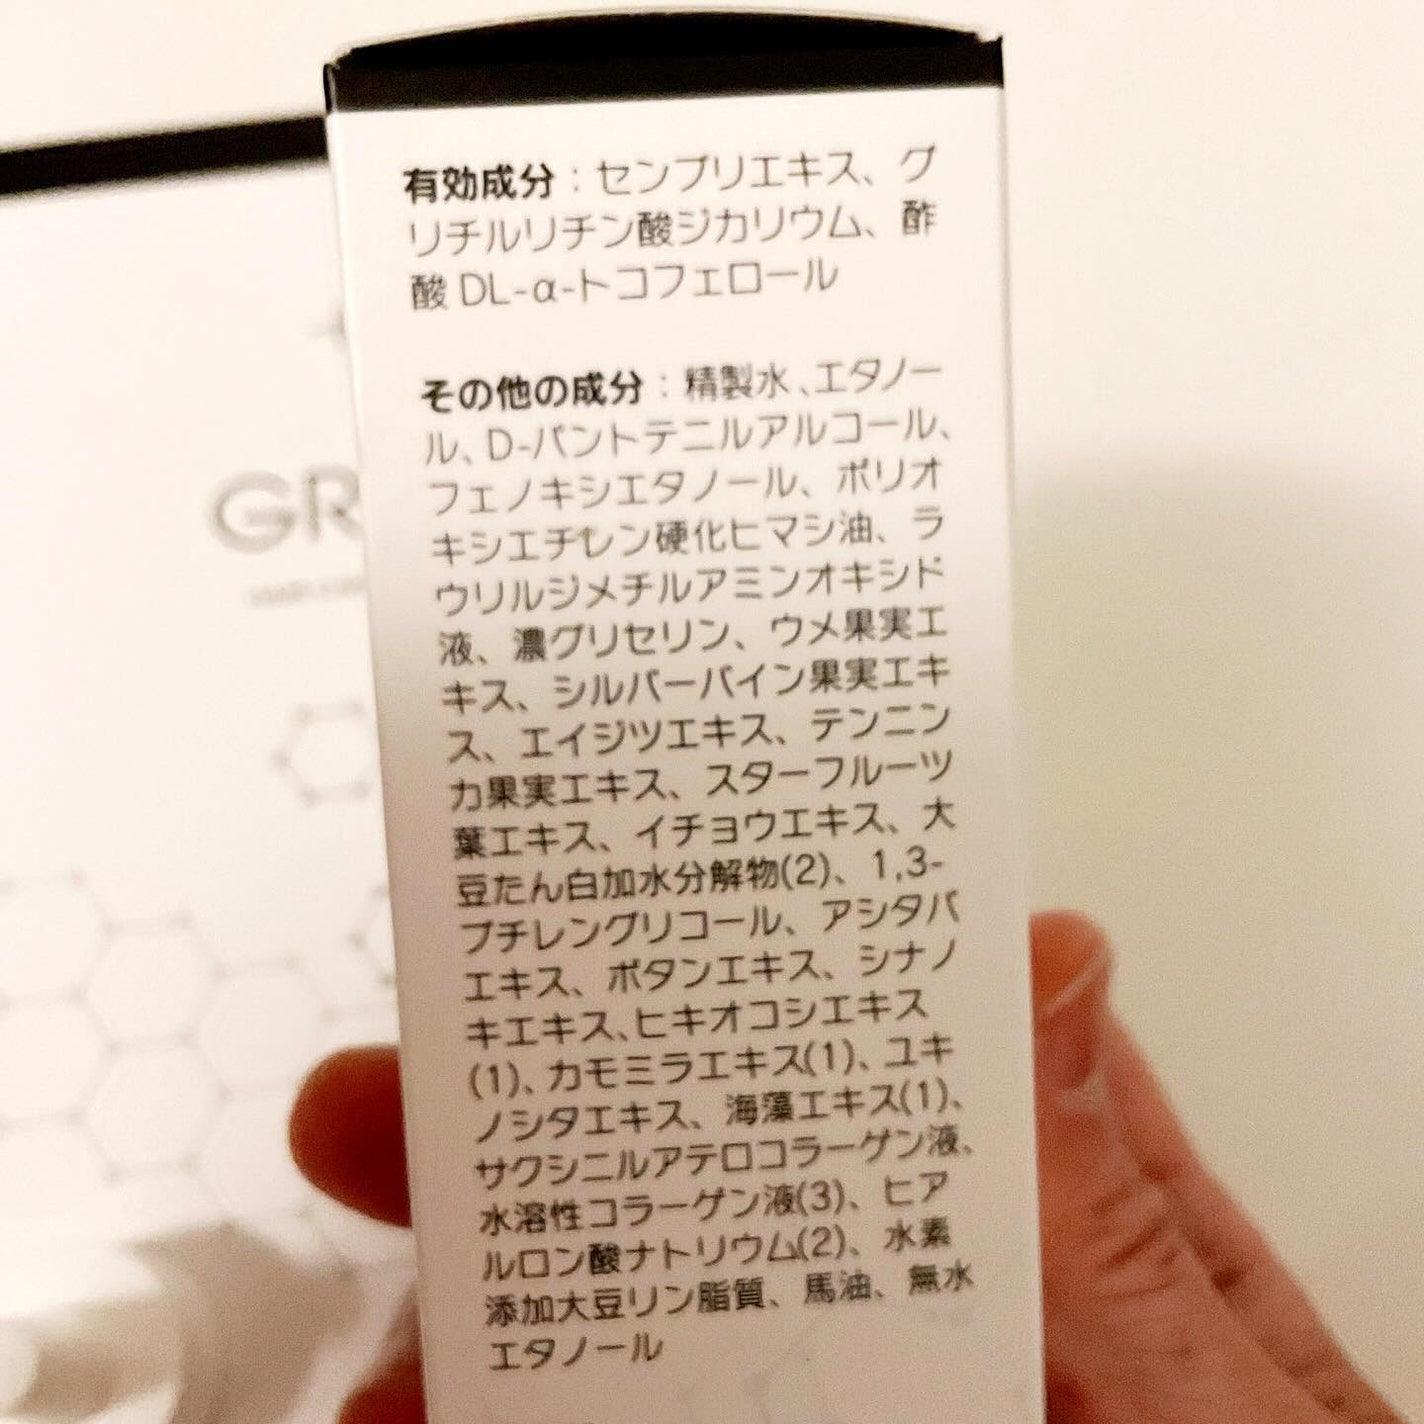 有効成分：センブリエキス、グ
リチルリチン酸ジカリウム、酢
酸DL-α-トコフェロール
その他の成分：精製水、エタノー
ル、D-パントテニルアルコール、
フェノキシエタノール、ポリオ
キシエチレン硬化ヒマシ油、ラ
ウリルジメチルアミンオキシド
液、濃グリセリン、ウメ果実エ
キス、シルバーバイン果実エキ
ス、エイジツエキス、テンニン
カ果実エキス、スターフルーツ
葉エキス、イチョウエキス、大
豆たん白加水分解物(2)、1,3-
ブチレングリコール、アシタバ
エキス、ボタンエキス、シナノ
キエキス、ヒキオコシエキス
(1)、カモミラエキス(1)、ユキ
ノシタエキス、海藻エキス(1)、
サクシニルアテロコラーゲン液、
水溶性コラーゲン液(3)、ヒア
ルロン酸ナトリウム(2)、水素
添加大豆リン脂質、馬油、無水
エタノール
GR